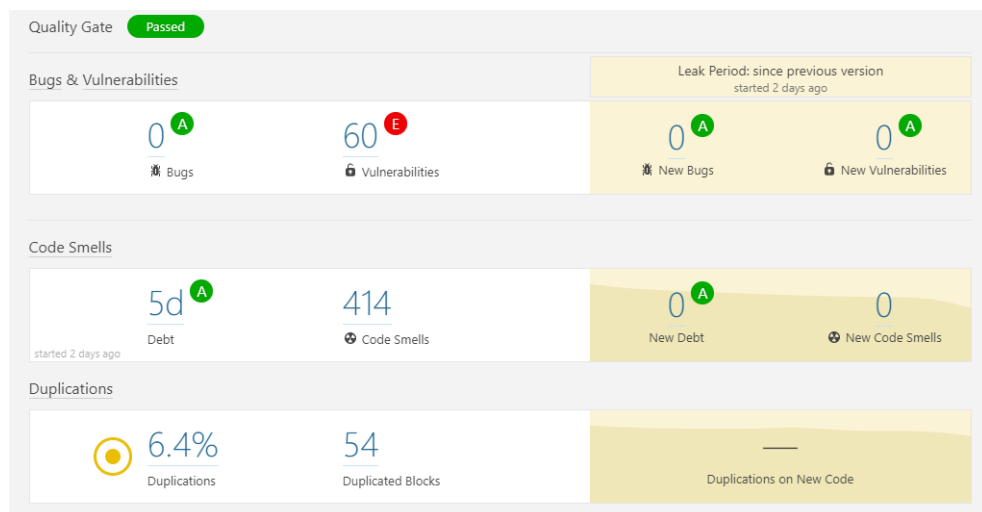 Quality Gate Passed
Bugs & Vulnerabilities
Leak Period: since previous version
started 2 days ago
0 A
Bugs
60 E
Vulnerabilities
0 A
New Bugs
0 A
New Vulnerabilities
Code Smells
5d A
Debt
414
Code Smells
0 A
New Debt
0
New Code Smells
started 2 days ago
Duplications
6.4%
Duplications
54
Duplicated Blocks
—
Duplications on New Code